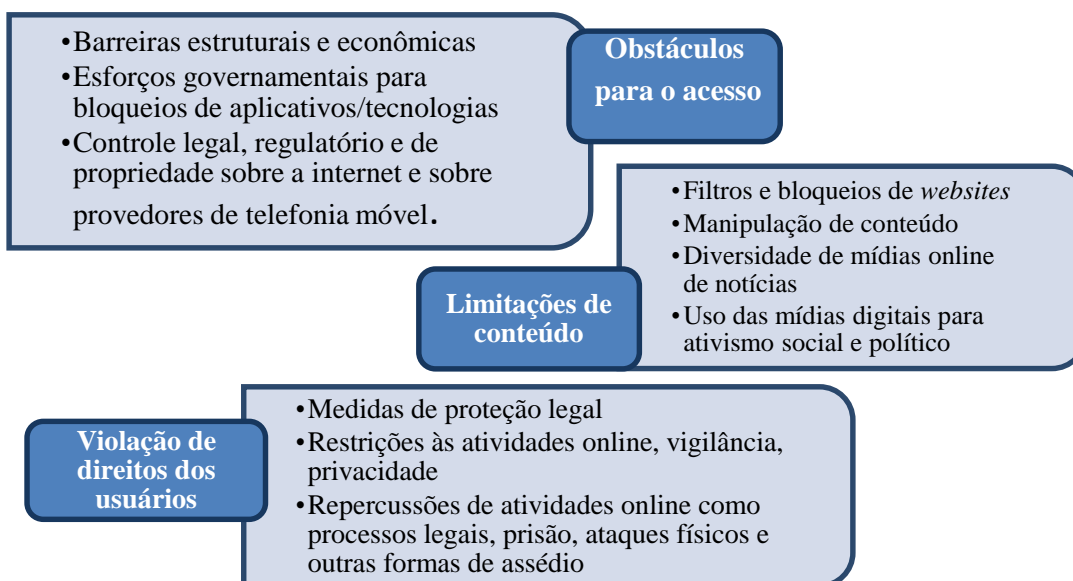 •Barreiras estruturais e econômicas
•Esforços governamentais para
bloqueios de aplicativos/tecnologias
•Controle legal, regulatório e de
propriedade sobre a internet e sobre
provedores de telefonia móvel.
Obstáculos
para o acesso
•Filtros e bloqueios de websites
•Manipulação de conteúdo
•Diversidade de mídias online
de notícias
•Uso das mídias digitais para
ativismo social e político
Limitações de
conteúdo
•Medidas de proteção legal
•Restrições às atividades online, vigilância,
privacidade
•Repercussões de atividades online como
processos legais, prisão, ataques físicos e
outras formas de assédio
Violação de
direitos dos
usuários